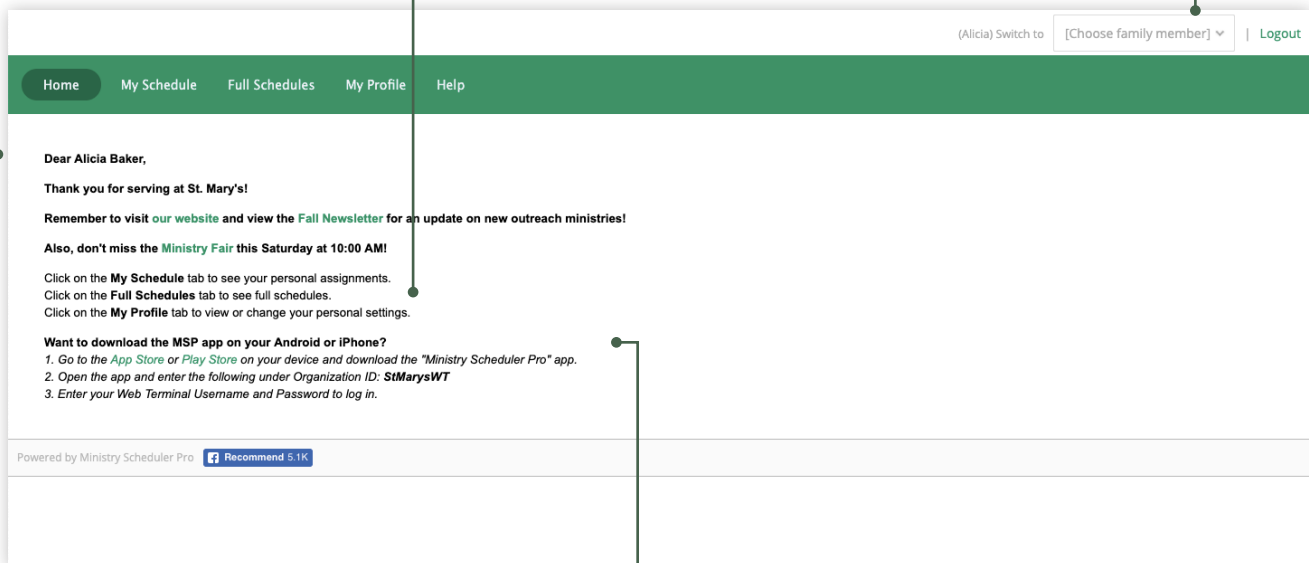 (Alicia) Switch to [Choose family member] | Logout
Home My Schedule Full Schedules My Profile Help
Dear Alicia Baker,
Thank you for serving at St. Mary's!
Remember to visit our website and view the Fall Newsletter for an update on new outreach ministries!
Also, don't miss the Ministry Fair this Saturday at 10:00 AM!
Click on the My Schedule tab to see your personal assignments.
Click on the Full Schedules tab to see full schedules.
Click on the My Profile tab to view or change your personal settings.
Want to download the MSP app on your Android or iPhone?
1. Go to the App Store or Play Store on your device and download the "Ministry Scheduler Pro" app.
2. Open the app and enter the following under Organization ID: StMarysWT
3. Enter your Web Terminal Username and Password to log in.
Powered by Ministry Scheduler Pro Recommend 5.1K